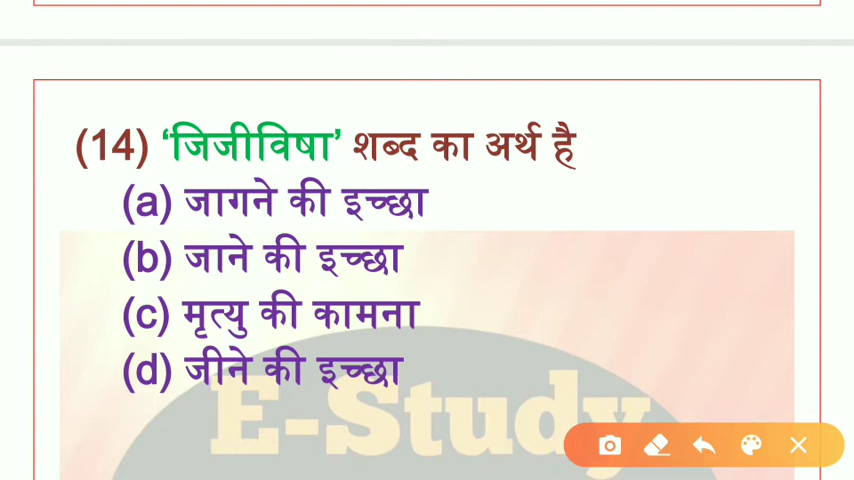 (14) ‘जिजीविषा’ शब्द का अर्थ है
(a) जागने की इच्छा
(b) जाने की इच्छा
(c) मृत्यु की कामना
(d) जीने की इच्छा
E-Study